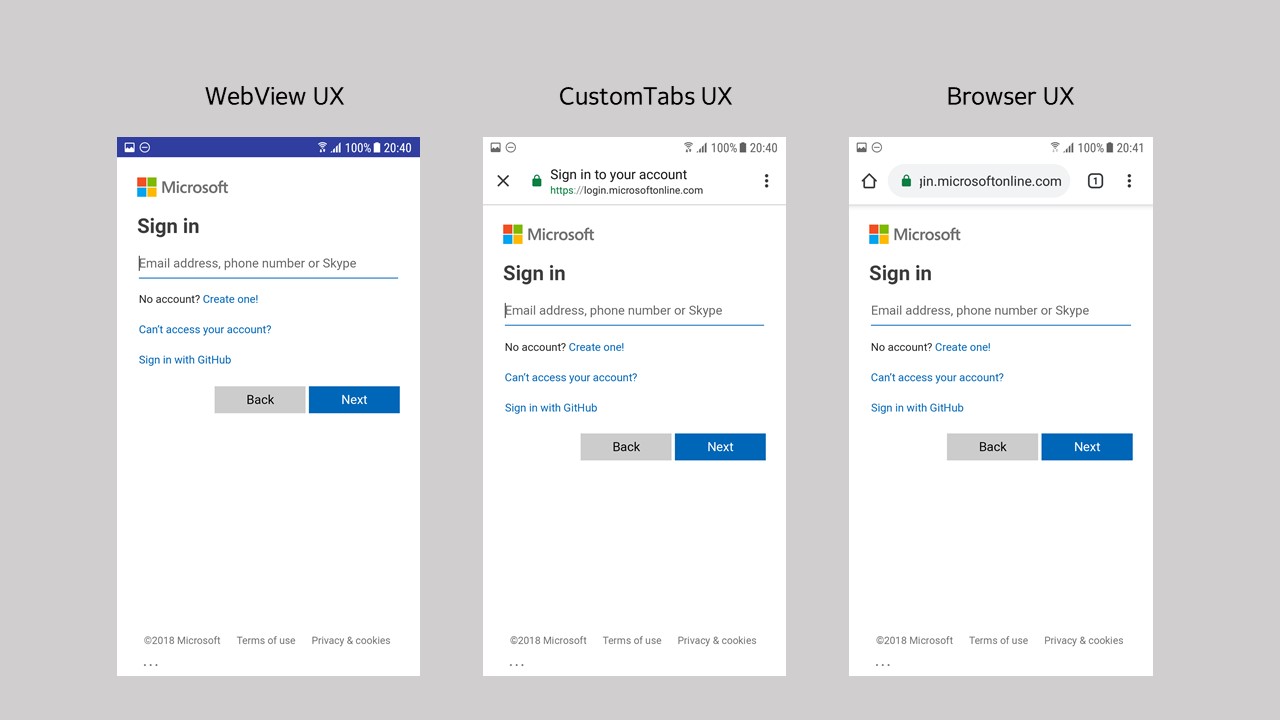 WebView UX
100% 20:40
Microsoft
Sign in
Email address, phone number or Skype
No account? Create one!
Can't access your account?
Sign in with GitHub
Back Next
©2018 Microsoft Terms of use Privacy & cookies
...
CustomTabs UX
100% 20:40
Sign in to your account
https://login.microsoftonline.com
Microsoft
Sign in
Email address, phone number or Skype
No account? Create one!
Can't access your account?
Sign in with GitHub
Back Next
©2018 Microsoft Terms of use Privacy & cookies
...
Browser UX
100% 20:41
gin.microsoftonline.com 1
Microsoft
Sign in
Email address, phone number or Skype
No account? Create one!
Can't access your account?
Sign in with GitHub
Back Next
©2018 Microsoft Terms of use Privacy & cookies
...